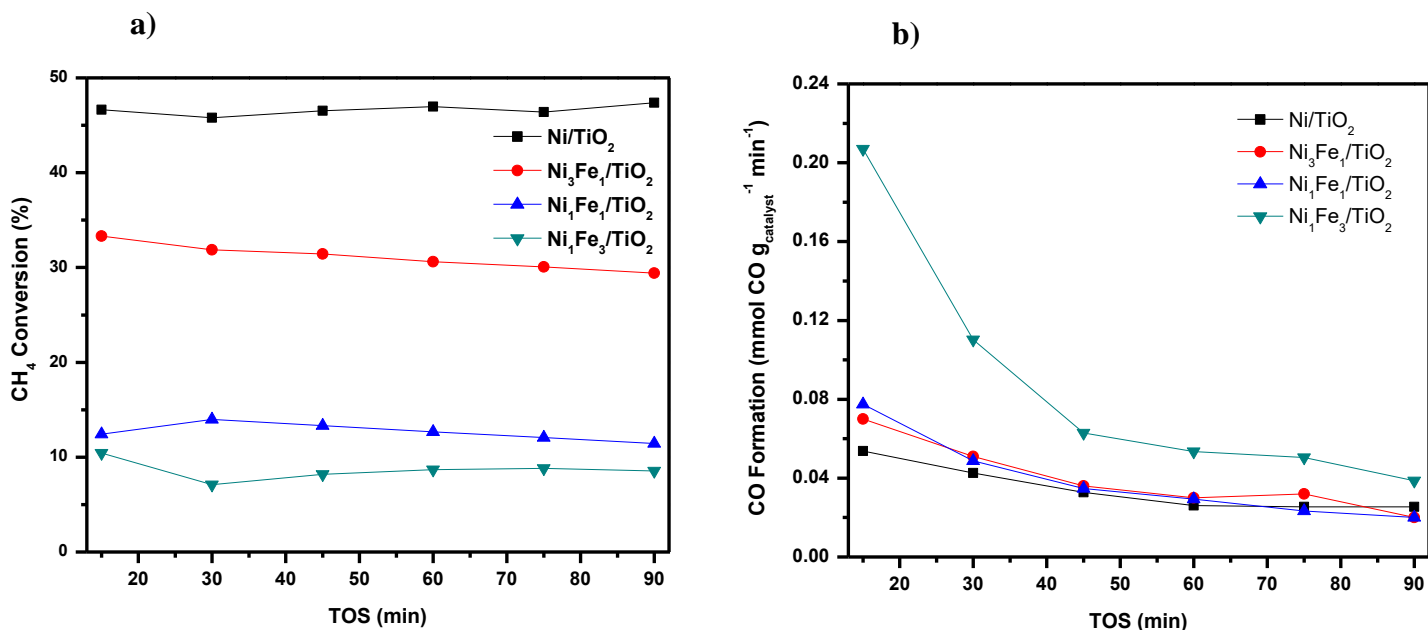 a)
50
40
30
20
10
0
CH₄ Conversion (%)
Ni/TiO₂
Ni₃Fe₁/TiO₂
Ni₁Fe₁/TiO₂
Ni₁Fe₃/TiO₂
20 30 40 50 60 70 80 90
TOS (min)
b)
0.24
0.20
0.16
0.12
0.08
0.04
0.00
CO Formation (mmol CO g_catalyst⁻¹ min⁻¹)
Ni/TiO₂
Ni₃Fe₁/TiO₂
Ni₁Fe₁/TiO₂
Ni₁Fe₃/TiO₂
20 30 40 50 60 70 80 90
TOS (min)